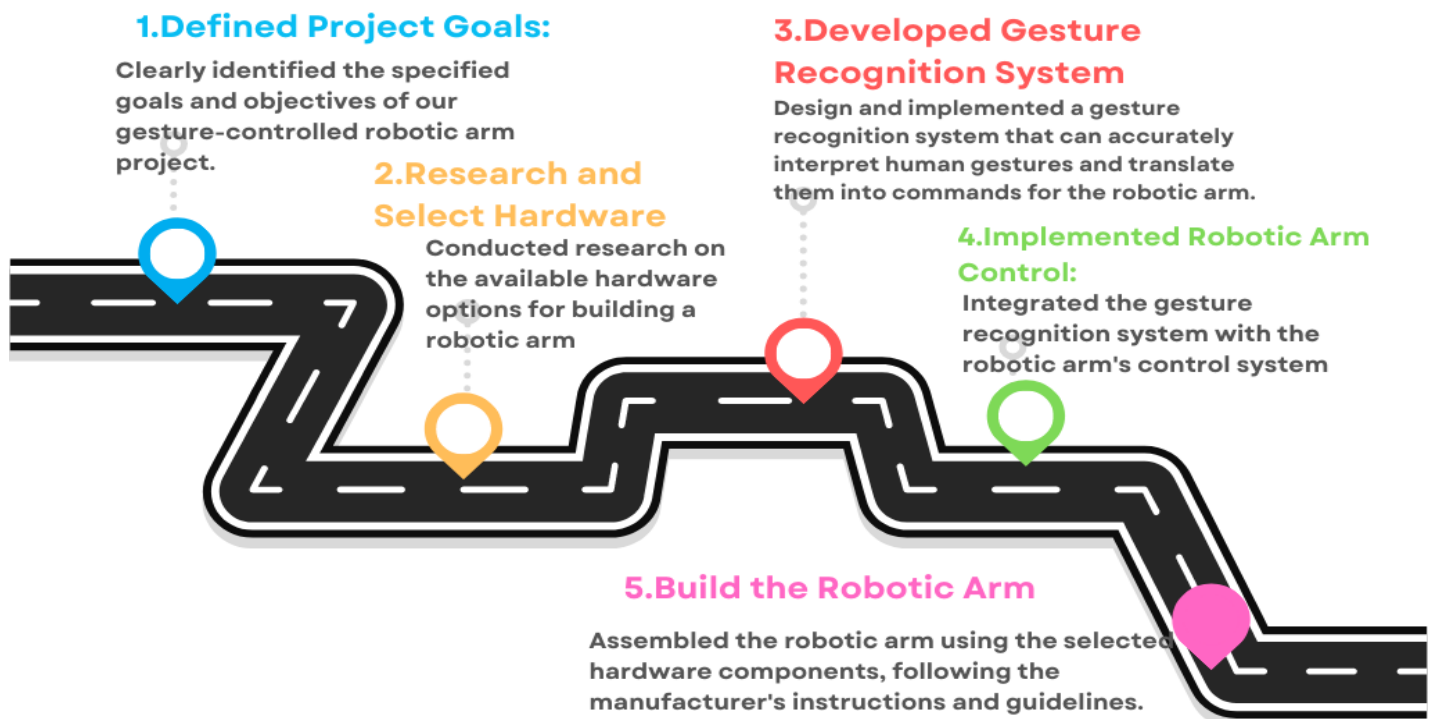 1.Defined Project Goals:
Clearly identified the specified
goals and objectives of our
gesture-controlled robotic arm
project.
2.Research and
Select Hardware
Conducted research on
the available hardware
options for building a
robotic arm
3.Developed Gesture
Recognition System
Design and implemented a gesture
recognition system that can accurately
interpret human gestures and translate
them into commands for the robotic arm.
4.Implemented Robotic Arm
Control:
Integrated the gesture
recognition system with the
robotic arm's control system
5.Build the Robotic Arm
Assembled the robotic arm using the selected
hardware components, following the
manufacturer's instructions and guidelines.